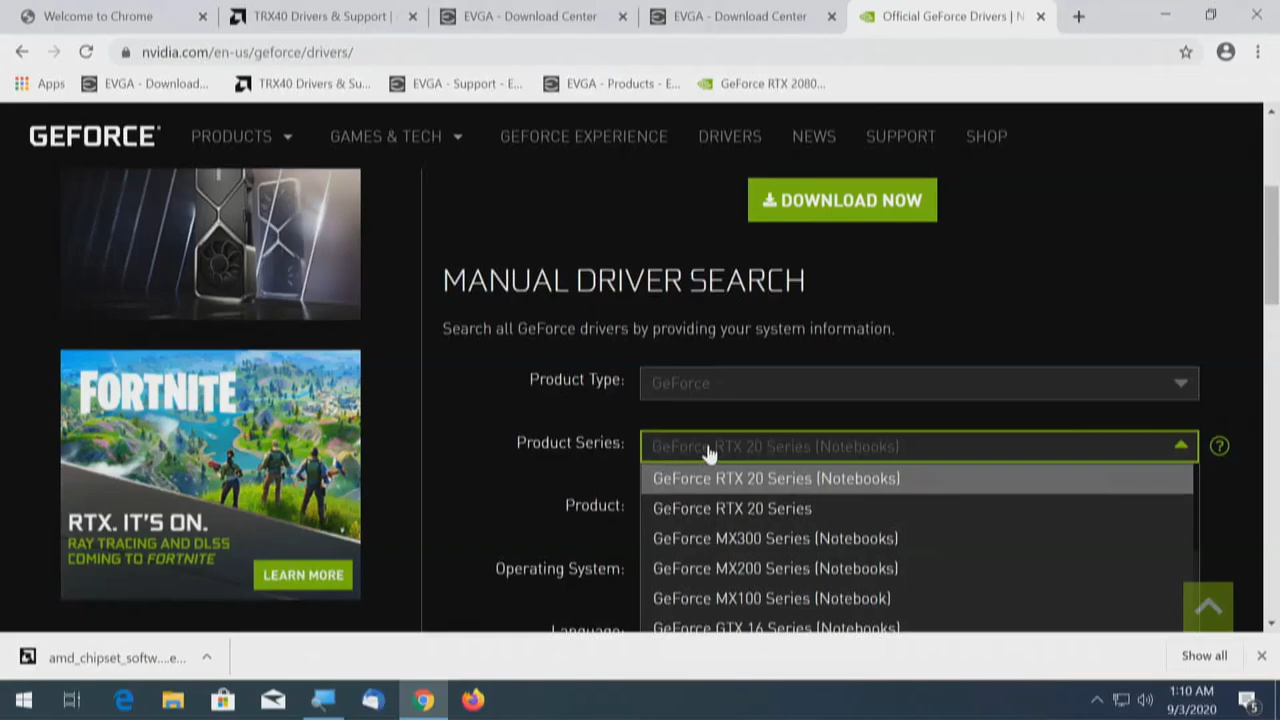 Welcome to Chrome
TRX40 Drivers & Support |
EVGA - Download Center
EVGA - Download Center
Official GeForce Drivers | N
nvidia.com/en-us/geforce/drivers/
Apps
EVGA - Download...
TRX40 Drivers & Su...
EVGA - Support - E...
EVGA - Products - E...
GeForce RTX 2080...
GEFORCE
PRODUCTS
GAMES & TECH
GEFORCE EXPERIENCE
DRIVERS
NEWS
SUPPORT
SHOP
DOWNLOAD NOW
MANUAL DRIVER SEARCH
Search all GeForce drivers by providing your system information.
Product Type:
GeForce
Product Series:
GeForce RTX 20 Series (Notebooks)
?
GeForce RTX 20 Series (Notebooks)
GeForce RTX 20 Series
Product:
GeForce MX300 Series (Notebooks)
Operating System:
GeForce MX200 Series (Notebooks)
GeForce MX100 Series (Notebook)
Language:
GeForce GTX 16 Series (Notebooks)
FORTNITE
RTX. IT'S ON.
RAY TRACING AND DLSS
COMING TO FORTNITE
LEARN MORE
amd_chipset_softw....e...
Show all
1:10 AM
9/3/2020
5